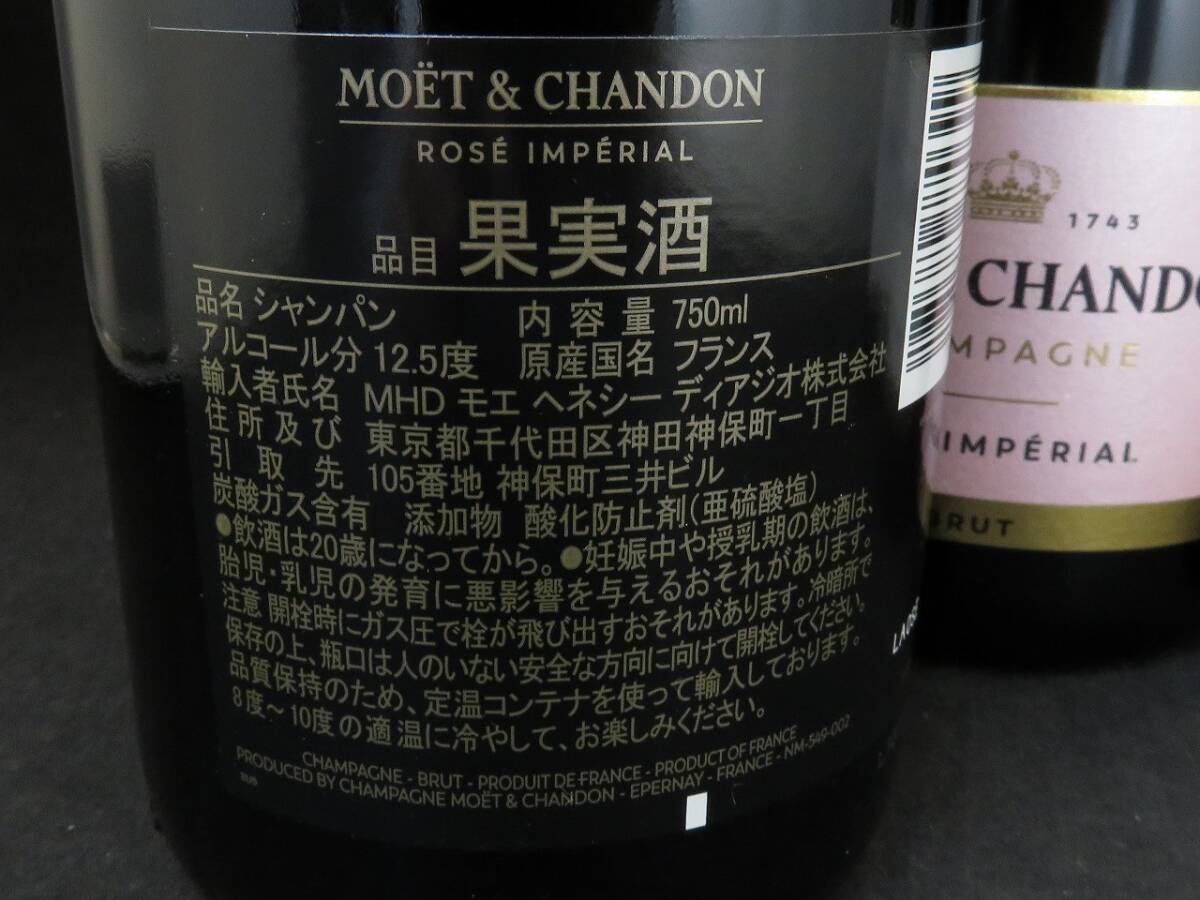 MOËT & CHANDON
ROSÉ IMPÉRIAL
品目 果実酒
品名 シャンパン 内容量 750ml
アルコール分 12.5度 原産国名 フランス
輸入者氏名 MHD モエ ヘネシー ディアジオ株式会社
住所及び 東京都千代田区神田神保町一丁目
引取先 105番地 神保町三井ビル
炭酸ガス含有 添加物 酸化防止剤(亜硫酸塩)
●飲酒は20歳になってから。●妊娠中や授乳期の飲酒は、
胎児・乳児の発育に悪影響を与えるおそれがあります。
注意 開栓時にガス圧で栓が飛び出すおそれがあります。冷暗所で
保存の上、瓶口は人のいない安全な方向に向けて開栓してください。
品質保持のため、定温コンテナを使って輸入しております。
8度~10度の適温に冷やして、お楽しみください。
CHAMPAGNE - BRUT - PRODUIT DE FRANCE - PRODUCT OF FRANCE
PRODUCED BY CHAMPAGNE MOËT & CHANDON - EPERNAY - FRANCE - NM-549-002
1743
CHANDO
MPAGNE
IMPÉRIAL
BRUT